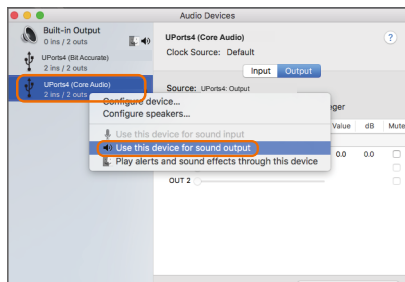 Audio Devices
Built-in Output
0 ins / 2 outs
UPorts4 (Bit Accurate)
2 ins / 2 outs
UPorts4 (Core Audio)
2 ins / 2 outs
UPorts4 (Core Audio)
?
Clock Source: Default
Input Output
Source: UPorts4: Output
Configure device...
Configure speakers...
Use this device for sound input
Use this device for sound output
Play alerts and sound effects through this device
Value dB Mute
0.0 0.0
OUT 2